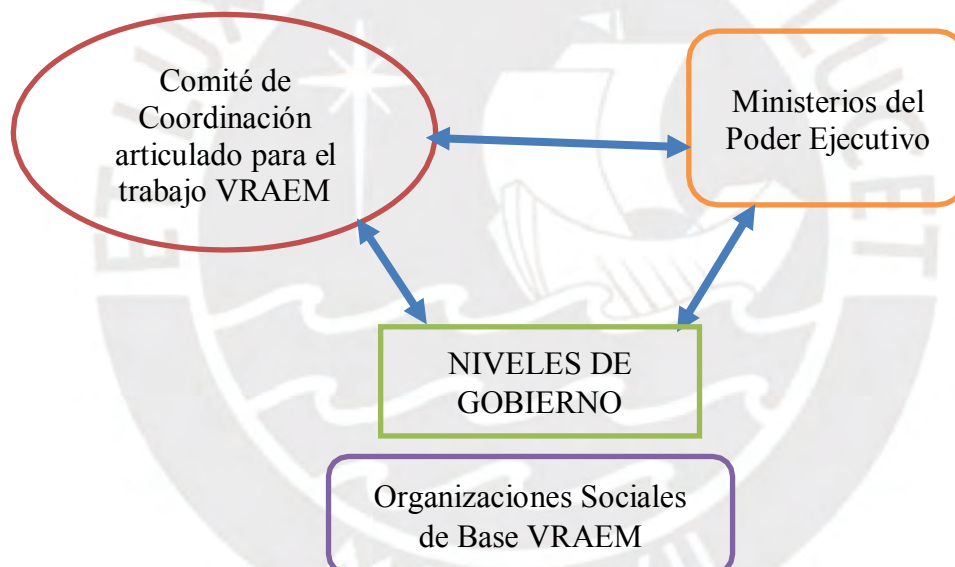 Comité de
Coordinación
articulado para el
trabajo VRAEM
Ministerios del
Poder Ejecutivo
NIVELES DE
GOBIERNO
Organizaciones Sociales
de Base VRAEM